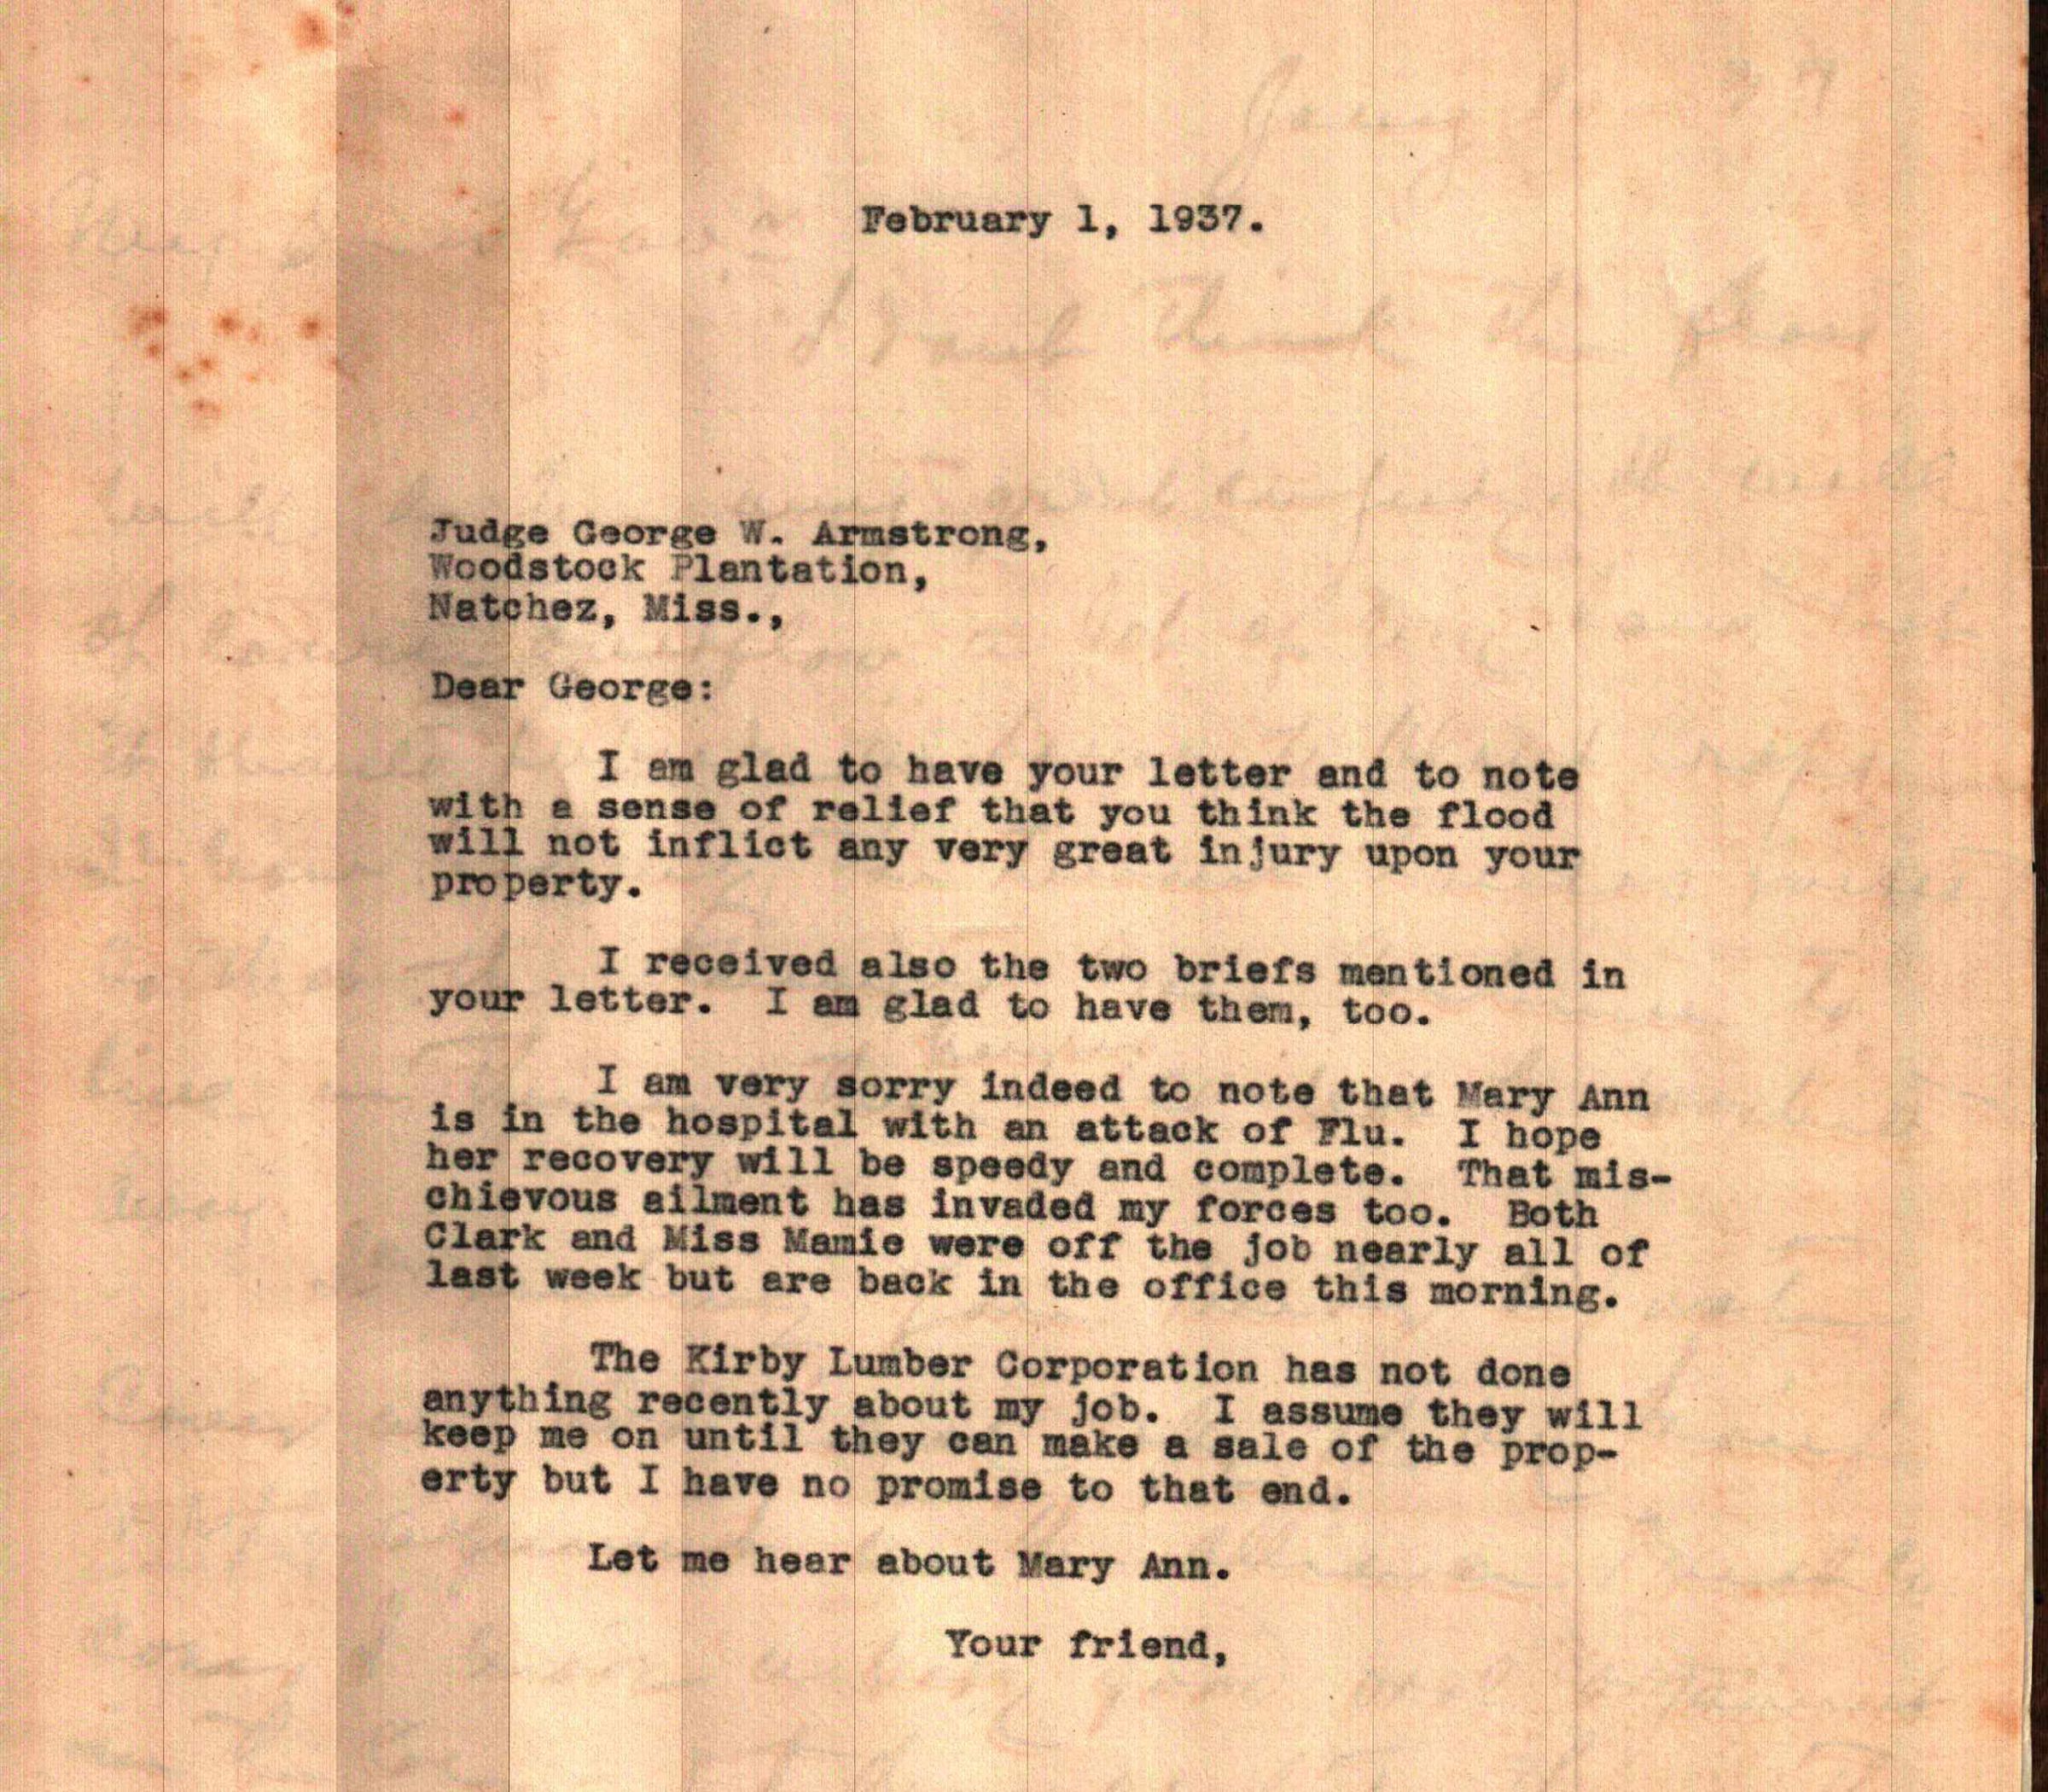 February 1, 1937.
Judge George W. Armstrong,
Woodstock Plantation,
Natchez, Miss.,
Dear George:
I am glad to have your letter and to note
with a sense of relief that you think the flood
will not inflict any very great injury upon your
property.
I received also the two briefs mentioned in
your letter. I am glad to have them, too.
I am very sorry indeed to note that Mary Ann
is in the hospital with an attack of Flu. I hope
her recovery will be speedy and complete. That mis-
chievous ailment has invaded my forces too. Both
Clark and Miss Mamie were off the job nearly all of
last week but are back in the office this morning.
The Kirby Lumber Corporation has not done
anything recently about my job. I assume they will
keep me on until they can make a sale of the prop-
erty but I have no promise to that end.
Let me hear about Mary Ann.
Your friend,